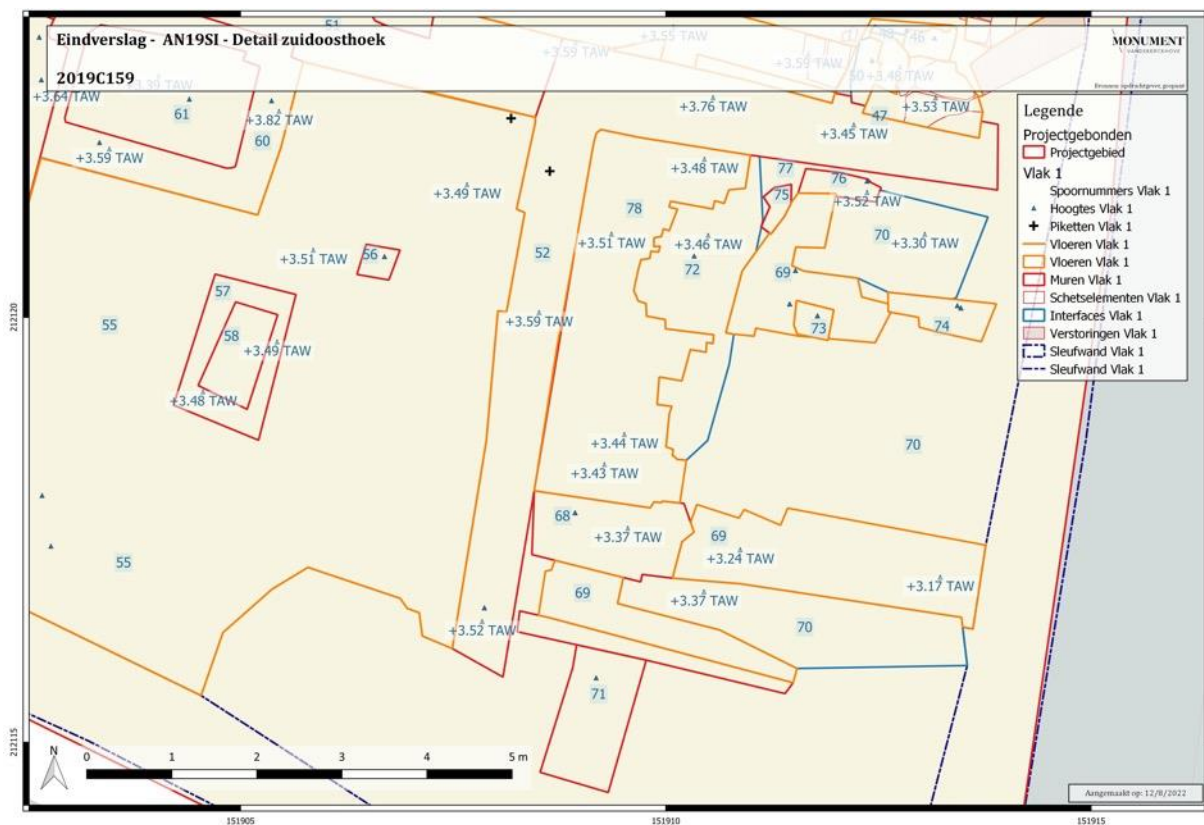 51
Eindverslag - AN19SI - Detail zuidoosthoek
2019C159
MONUMENT
VANDEKERCKHOVE
+3.59 TAW
+3.55 TAW
46
+3.59 TAW
50
+3.48 TAW
+3.39 TAW
+3.64 TAW
61
+3.82 TAW
60
+3.76 TAW
+3.53 TAW
47
+3.45 TAW
+3.59 TAW
+3.48 TAW
77
76
75
+3.52 TAW
+3.49 TAW
78
70
+3.51 TAW
+3.46 TAW
+3.30 TAW
56
+3.51 TAW
52
72
69
57
55
58
+3.59 TAW
73
74
+3.49 TAW
+3.48 TAW
+3.44 TAW
70
+3.43 TAW
68
+3.37 TAW
69
+3.24 TAW
55
69
+3.37 TAW
+3.17 TAW
+3.52 TAW
70
71
Legende
Projectgebonden
Projectgebied
Vlak 1
Spoornummers Vlak 1
Hoogtes Vlak 1
Piketten Vlak 1
Vloeren Vlak 1
Vloeren Vlak 1
Muren Vlak 1
Schetselementen Vlak 1
Interfaces Vlak 1
Verstoringen Vlak 1
Sleufwand Vlak 1
Sleufwand Vlak 1
212120
212115
N
0 1 2 3 4 5 m
Aangemaakt op: 12/8/2022
151905 151910 151915